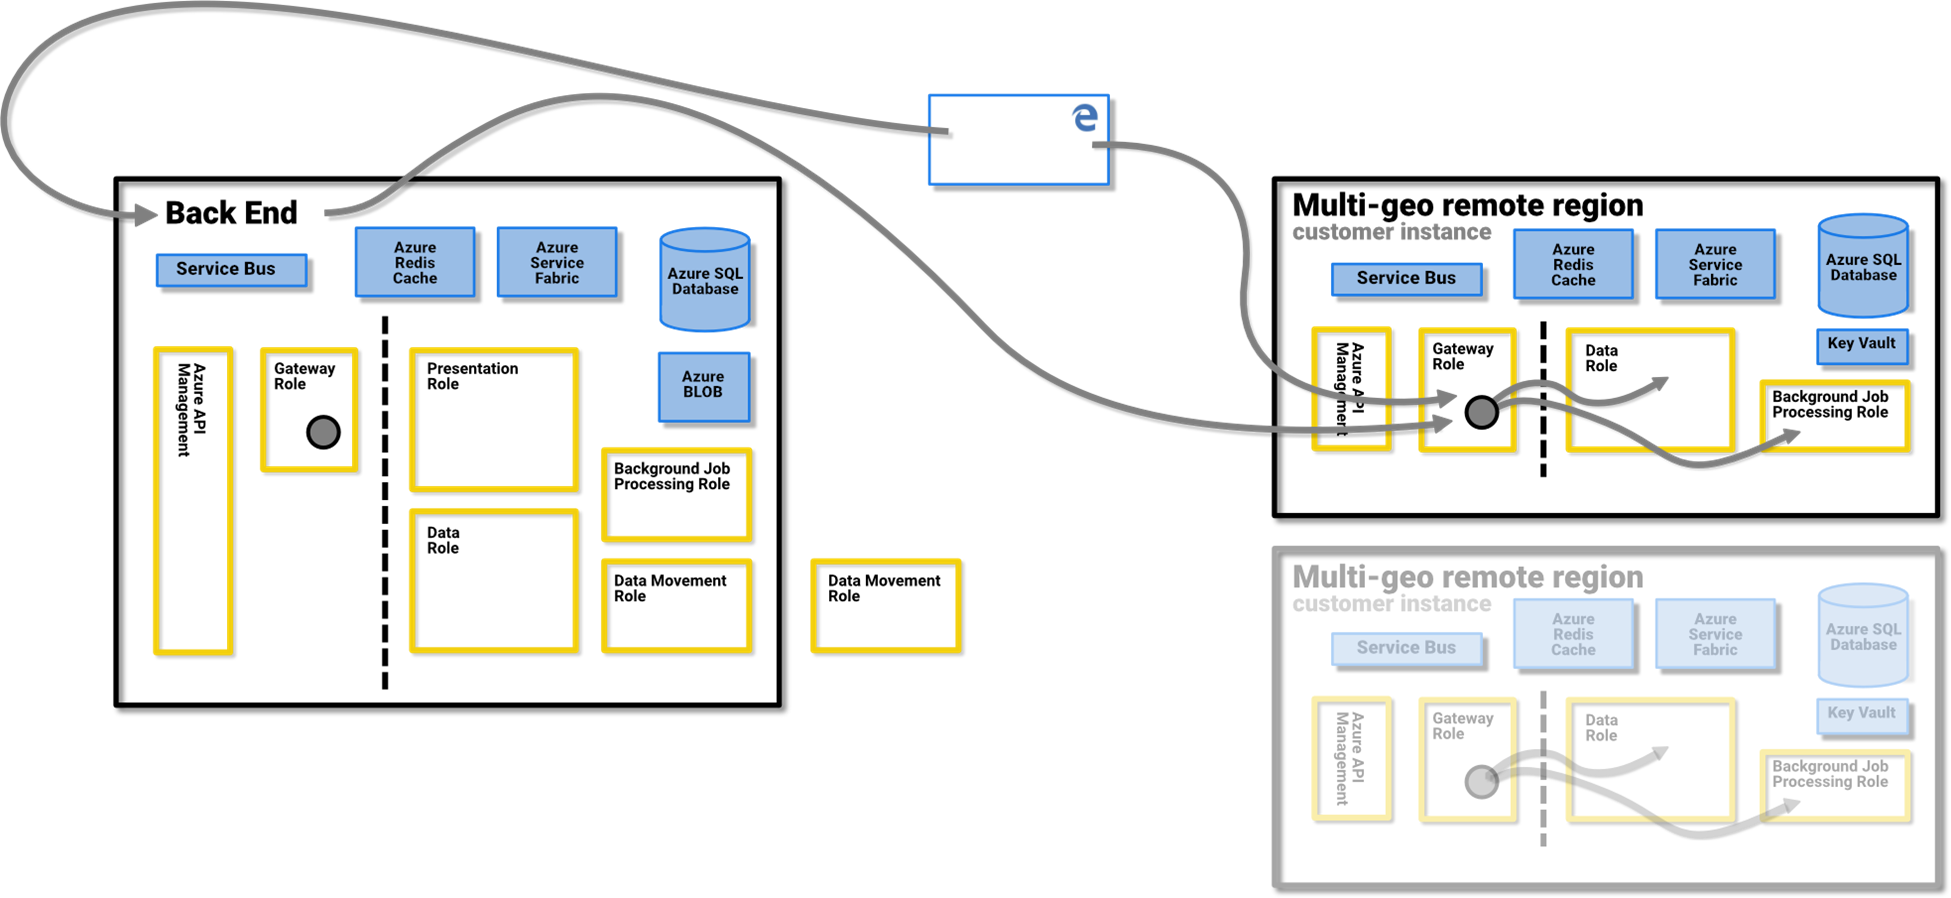 Back End
Service Bus
Azure
Redis
Cache
Azure
Service
Fabric
Azure SQL
Database
Azure API
Management
Gateway
Role
Presentation
Role
Azure
BLOB
Background Job
Processing Role
Data
Role
Data Movement
Role
Data Movement
Role
Multi-geo remote region
customer instance
Service Bus
Azure
Redis
Cache
Azure
Service
Fabric
Azure SQL
Database
Azure API
Management
Gateway
Role
Data
Role
Key Vault
Background Job
Processing Role
Multi-geo remote region
customer instance
Service Bus
Azure
Redis
Cache
Azure
Service
Fabric
Azure SQL
Database
Azure API
Management
Gateway
Role
Data
Role
Key Vault
Background Job
Processing Role